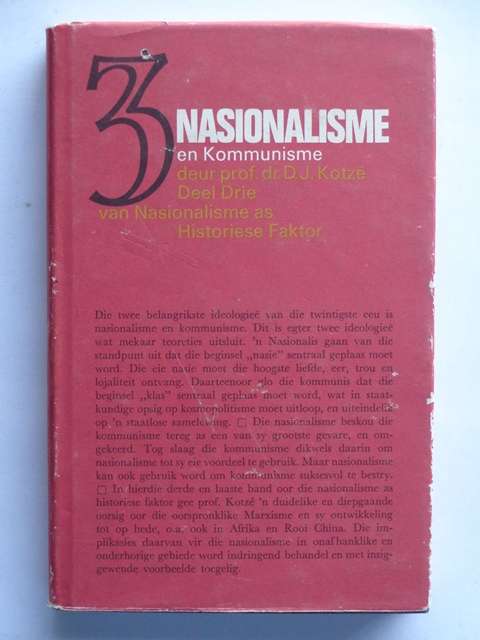 3 NASIONALISME
en Kommunisme
deur prof. dr. D.J. Kotzé
Deel Drie
van Nasionalisme as
Historiese Faktor
Die twee belangrikste ideologieë van die twintigste eeu is
nasionalisme en kommunisme. Dit is egter twee ideologieë
wat mekaar teoreties uitsluit. 'n Nasionalis gaan van die
standpunt uit dat die beginsel „nasie” sentraal geplaas moet
word. Die eie nasie moet die hoogste liefde, eer, trou en
lojaliteit ontvang. Daarteenoor glo die kommunis dat die
beginsel „klas” sentraal geplaas moet word, wat in staat-
kundige opsig op kosmopolitisme moet uitloop, en uiteindelik
op 'n staatlose samelewing. □ Die nasionalisme beskou die
kommunisme tereg as een van sy grootste gevare, en om-
gekeerd. Tog slaag die kommunisme dikwels daarin om
nasionalisme tot sy eie voordeel te gebruik. Maar nasionalisme
kan ook gebruik word om kommunisme suksesvol te bestry.
□ In hierdie derde en laaste band oor die nasionalisme as
historiese faktor gee prof. Kotzé 'n duidelike en diepgaande
oorsig oor die oorspronklike Marxisme en sy ontwikkeling
tot op hede, o.a. ook in Afrika en Rooi China. Die im-
plikasies daarvan vir die nasionalisme in onafhanklike en
onderhorige gebiede word indringend behandel en met insig-
gewende voorbeelde toegelig.